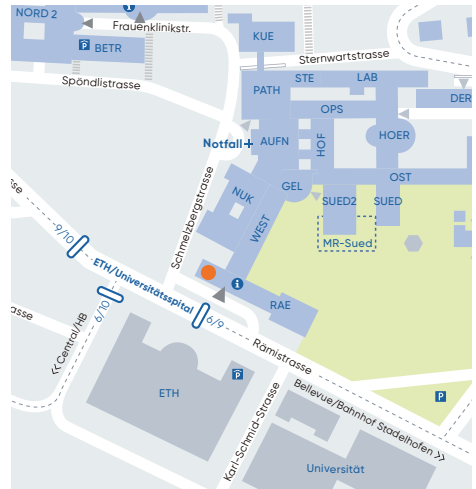 NORD 2
Frauenklinikstr.
BETR
KUE
Sternwartstrasse
Spöndlistrasse
STE
LAB
PATH
DER
OPS
Notfall
AUFN
HOF
HOER
OST
GEL
NUK
SUED2
SUED
WEST
MR-Sued
Schmelzbergstrasse
sse
9/10
ETH/Universitätsspital
6/10
6/9
RAE
asse
<< Central/HB
Rämistrasse
ETH
P
Karl-Schmid-Strasse
Bellevue/Bahnhof Stadelhofen >>
P
Universität